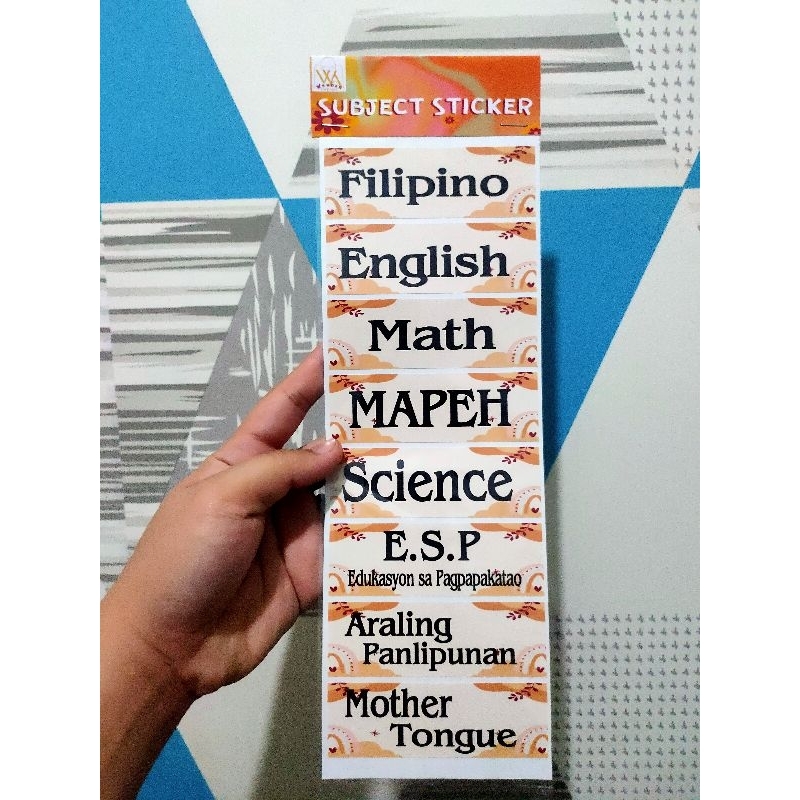 SUBJECT STICKER
Filipino
English
Math
MAPEH
Science
E.S.P
Edukasyon sa Pagpapakatao
Araling
Panlipunan
Mother
Tongue